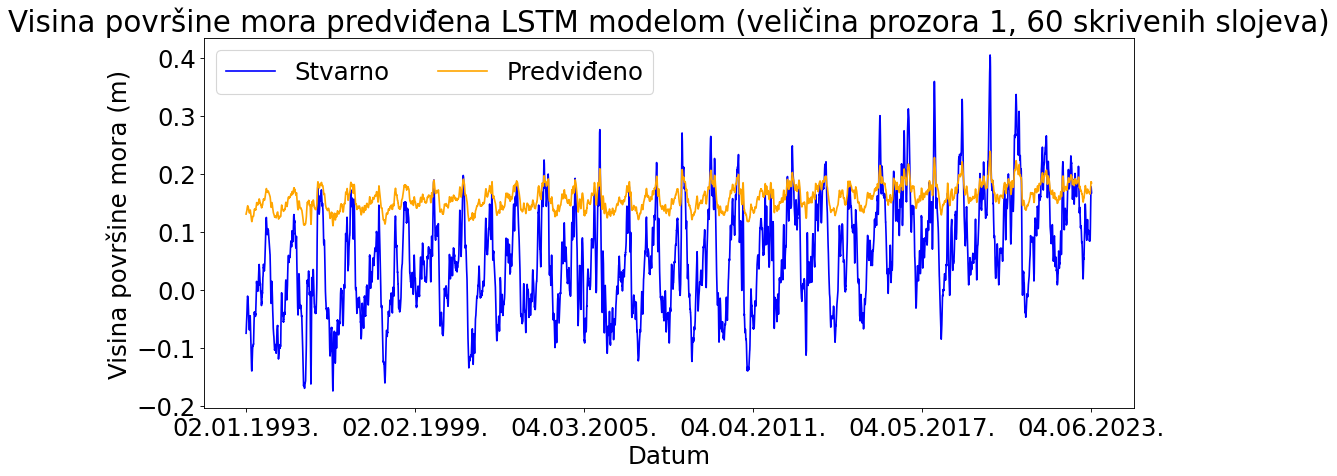 Visina površine mora predviđena LSTM modelom (veličina prozora 1, 60 skrivenih slojeva)
Stvarno
Predviđeno
Visina površine mora (m)
0.4
0.3
0.2
0.1
0.0
−0.1
−0.2
02.01.1993.
02.02.1999.
04.03.2005.
04.04.2011.
04.05.2017.
04.06.2023.
Datum